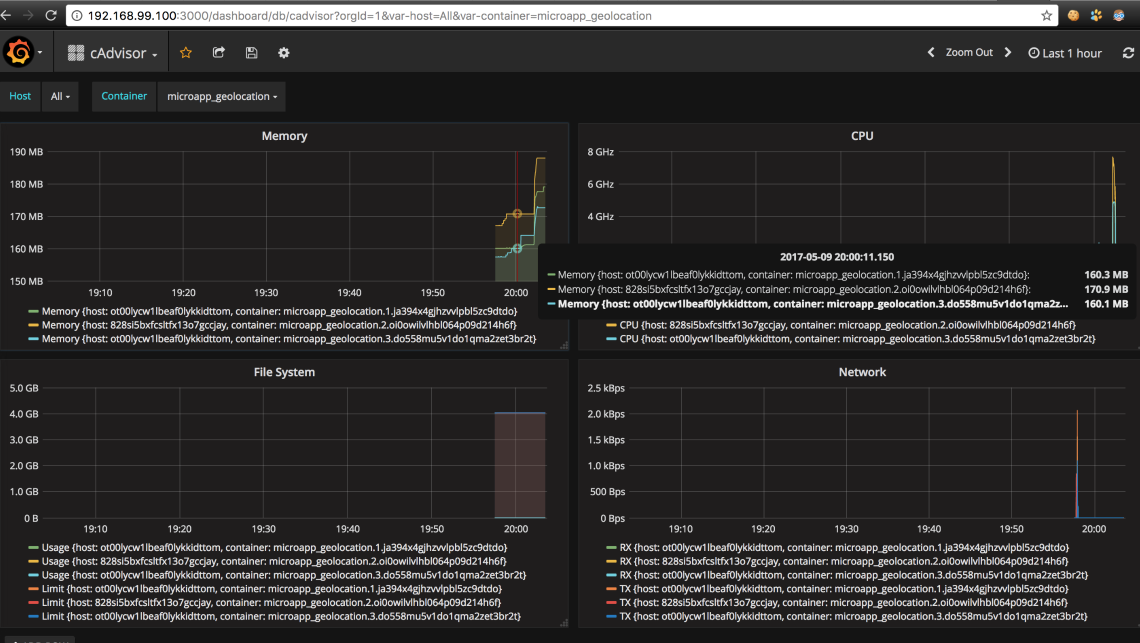 192.168.99.100:3000/dashboard/db/cadvisor?orgId=1&var-host=All&var-container=microapp_geolocation
cAdvisor
Zoom Out
Last 1 hour
Host
All
Container
microapp_geolocation
Memory
190 MB
180 MB
170 MB
160 MB
150 MB
19:10
19:20
19:30
19:40
19:50
20:00
Memory {host: ot00lycw1lbeaf0lykkidttom, container: microapp_geolocation.1.ja394x4gjhzvvlpbl5zc9dtdo}
Memory {host: 828si5bxfcsltfx13o7gccjay, container: microapp_geolocation.2.oi0owilvlhbl064p09d214h6f}
Memory {host: ot00lycw1lbeaf0lykkidttom, container: microapp_geolocation.3.do558mu5v1do1qma2zet3br2t}
CPU
8 GHz
6 GHz
4 GHz
2017-05-09 20:00:11.150
Memory {host: ot00lycw1lbeaf0lykkidttom, container: microapp_geolocation.1.ja394x4gjhzvvlpbl5zc9dtdo}: 160.3 MB
Memory {host: 828si5bxfcsltfx13o7gccjay, container: microapp_geolocation.2.oi0owilvlhbl064p09d214h6f}: 170.9 MB
Memory {host: ot00lycw1lbeaf0lykkidttom, container: microapp_geolocation.3.do558mu5v1do1qma2z... 160.1 MB
CPU {host: 828si5bxfcsltfx13o7gccjay, container: microapp_geolocation.2.oi0owilvlhbl064p09d214h6f}
CPU {host: ot00lycw1lbeaf0lykkidttom, container: microapp_geolocation.3.do558mu5v1do1qma2zet3br2t}
File System
5.0 GB
4.0 GB
3.0 GB
2.0 GB
1.0 GB
0 B
19:10
19:20
19:30
19:40
19:50
20:00
Usage {host: ot00lycw1lbeaf0lykkidttom, container: microapp_geolocation.1.ja394x4gjhzvvlpbl5zc9dtdo}
Usage {host: 828si5bxfcsltfx13o7gccjay, container: microapp_geolocation.2.oi0owilvlhbl064p09d214h6f}
Usage {host: ot00lycw1lbeaf0lykkidttom, container: microapp_geolocation.3.do558mu5v1do1qma2zet3br2t}
Limit {host: ot00lycw1lbeaf0lykkidttom, container: microapp_geolocation.1.ja394x4gjhzvvlpbl5zc9dtdo}
Limit {host: 828si5bxfcsltfx13o7gccjay, container: microapp_geolocation.2.oi0owilvlhbl064p09d214h6f}
Limit {host: ot00lycw1lbeaf0lykkidttom, container: microapp_geolocation.3.do558mu5v1do1qma2zet3br2t}
Network
2.5 kBps
2.0 kBps
1.5 kBps
1.0 kBps
500 Bps
0 Bps
19:10
19:20
19:30
19:40
19:50
20:00
RX {host: ot00lycw1lbeaf0lykkidttom, container: microapp_geolocation.1.ja394x4gjhzvvlpbl5zc9dtdo}
RX {host: 828si5bxfcsltfx13o7gccjay, container: microapp_geolocation.2.oi0owilvlhbl064p09d214h6f}
RX {host: ot00lycw1lbeaf0lykkidttom, container: microapp_geolocation.3.do558mu5v1do1qma2zet3br2t}
TX {host: ot00lycw1lbeaf0lykkidttom, container: microapp_geolocation.1.ja394x4gjhzvvlpbl5zc9dtdo}
TX {host: 828si5bxfcsltfx13o7gccjay, container: microapp_geolocation.2.oi0owilvlhbl064p09d214h6f}
TX {host: ot00lycw1lbeaf0lykkidttom, container: microapp_geolocation.3.do558mu5v1do1qma2zet3br2t}